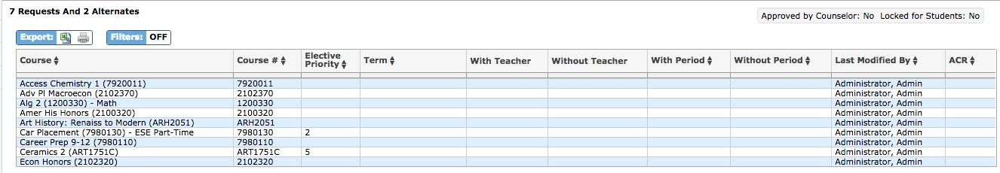 7 Requests And 2 Alternates
Approved by Counselor: No Locked for Students: No
Export: Filters: OFF
Course Course # Elective Priority Term With Teacher Without Teacher With Period Without Period Last Modified By ACR
Access Chemistry 1 (7920011) 7920011 Administrator, Admin
Adv Pl Macroecon (2102370) 2102370 Administrator, Admin
Alg 2 (1200330) - Math 1200330 Administrator, Admin
Amer His Honors (2100320) 2100320 Administrator, Admin
Art History: Renaiss to Modern (ARH2051) ARH2051 Administrator, Admin
Car Placement (7980130) - ESE Part-Time 7980130 2 Administrator, Admin
Career Prep 9-12 (7980110) 7980110 Administrator, Admin
Ceramics 2 (ART1751C) ART1751C 5 Administrator, Admin
Econ Honors (2102320) 2102320 Administrator, Admin